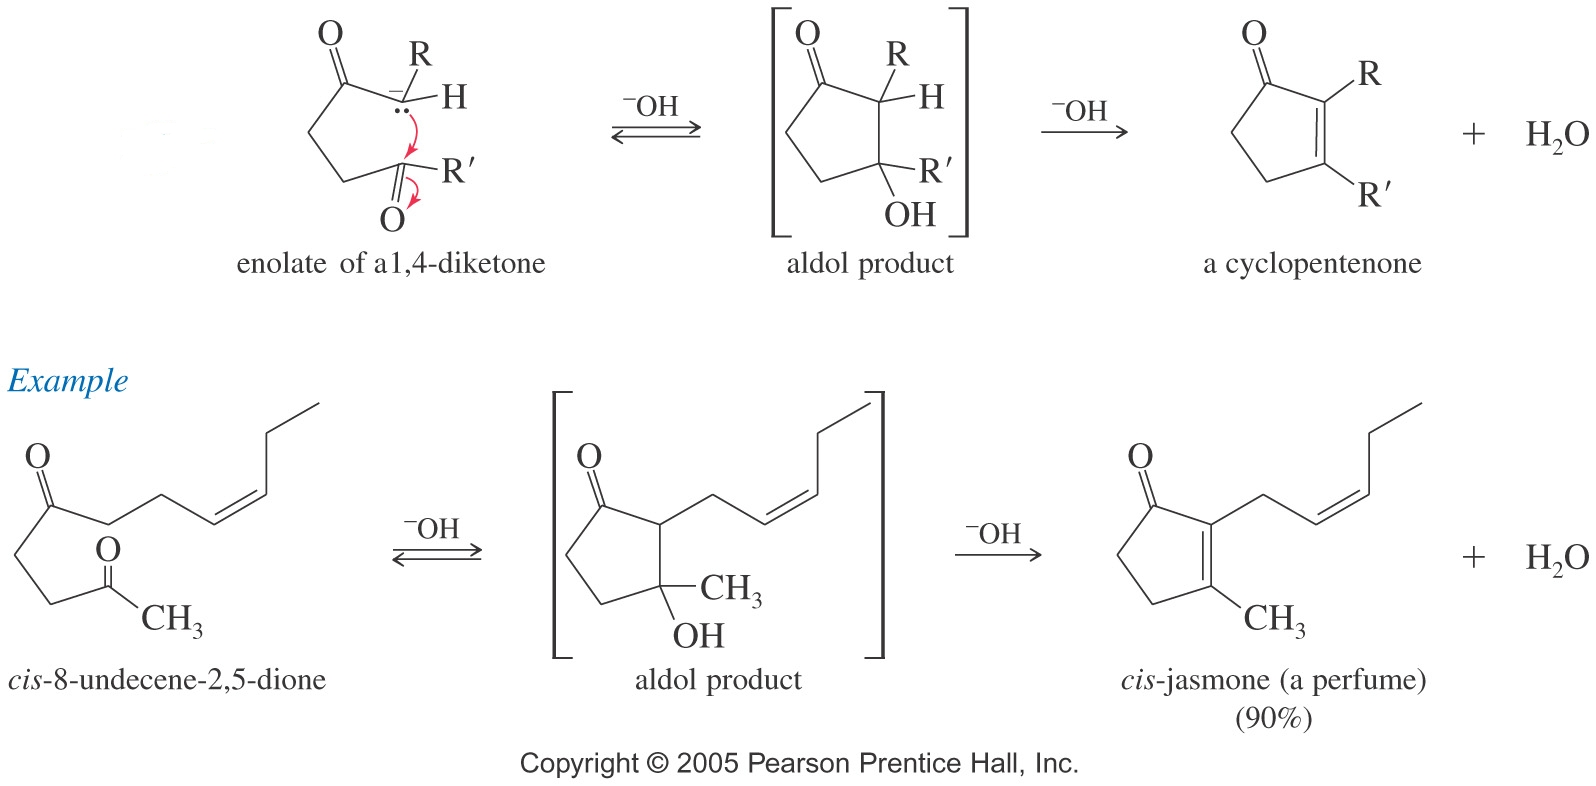 O R H R′ O
⁻OH
O R H R′ OH
⁻OH
O R R′
+ H₂O
enolate of a1,4-diketone
aldol product
a cyclopentenone
Example
O O CH₃
⁻OH
O CH₃ OH
⁻OH
O CH₃
+ H₂O
cis-8-undecene-2,5-dione
aldol product
cis-jasmone (a perfume)
(90%)
Copyright © 2005 Pearson Prentice Hall, Inc.